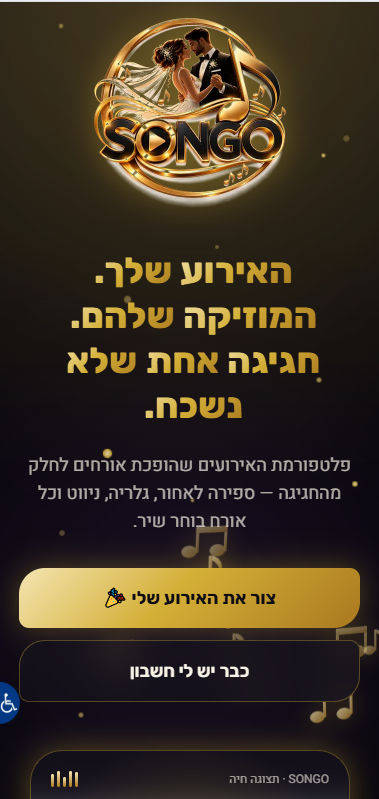 SONGO
האירוע שלך.
המוזיקה שלהם.
חגיגה אחת שלא
נשכח.
פלטפורמת האירועים שהופכת אורחים לחלק
מהחגיגה — ספירה לאחור, גלריה, ניווט וכל
אורח בוחר שיר.
צור את האירוע שלי 🎉
כבר יש לי חשבון
SONGO · תצוגה חיה